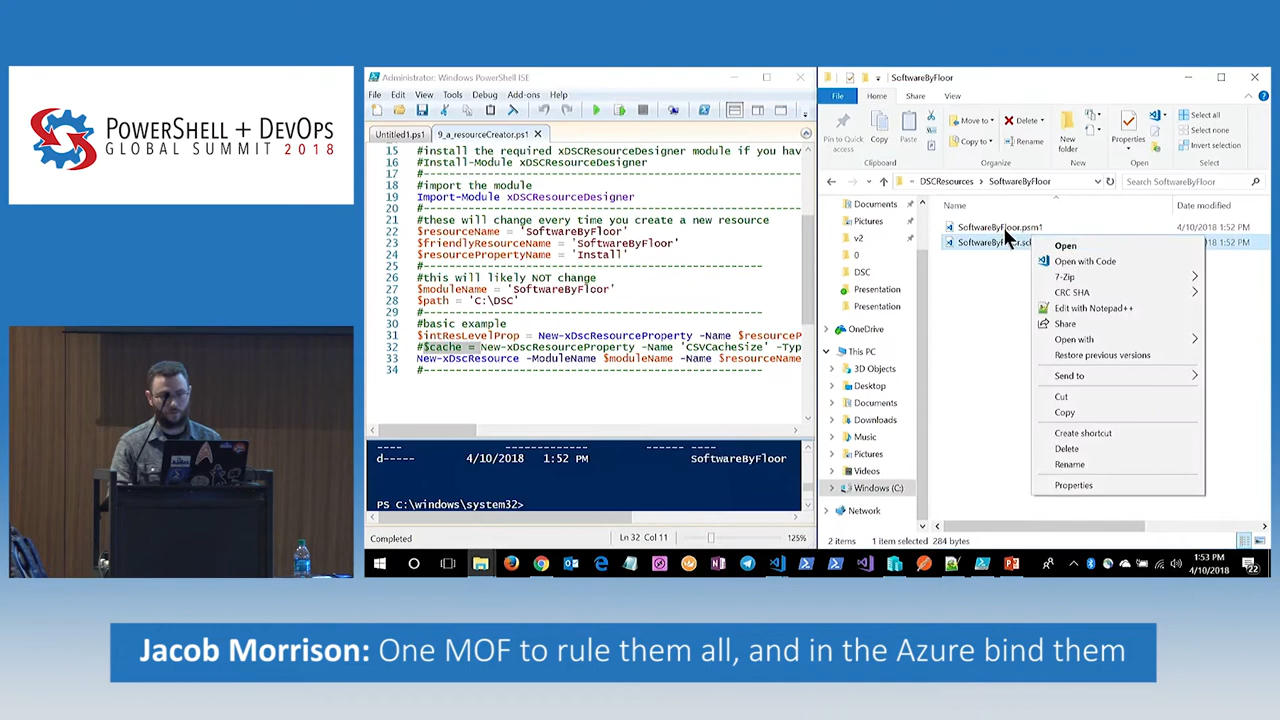 POWERSHELL + DEVOPS
GLOBAL SUMMIT 2018
Administrator: Windows PowerShell ISE
File Edit View Tools Debug Add-ons Help
Untitled1.ps1 9_a_resourceCreator.ps1
15 #install the required xDSCResourceDesigner module if you hav
16 #Install-Module xDSCResourceDesigner
17 #------------------------------------------------------
18 #import the module
19 Import-Module xDSCResourceDesigner
20 #------------------------------------------------------
21 #these will change every time you create a new resource
22 $resourceName = 'SoftwareByFloor'
23 $friendlyResourceName = 'SoftwareByFloor'
24 $resourcePropertyName = 'Install'
25 #------------------------------------------------------
26 #this will likely NOT change
27 $moduleName = 'SoftwareByFloor'
28 $path = 'C:\DSC'
29 #------------------------------------------------------
30 #basic example
31 $intResLevelProp = New-xDscResourceProperty -Name $resourceP
32 #$cache = New-xDscResourceProperty -Name 'CSVCachesize' -Typ
33 New-xDscResource -ModuleName $moduleName -Name $resourceName
34 #------------------------------------------------------
---- ------------- ------ ----
d----- 4/10/2018 1:52 PM SoftwareByFloor
PS C:\windows\system32>
Completed Ln 32 Col 11 125%
SoftwareByFloor
File Home Share View
Pin to Quick access
Copy
Paste
Move to
Copy to
Delete
Rename
New folder
Properties
Select all
Select none
Invert selection
Clipboard Organize New Open Select
DSCResources > SoftwareByFloor
Search SoftwareByFloor
Name Date modified
Documents
Pictures
v2
0
DSC
Presentation
Presentation
OneDrive
This PC
3D Objects
Desktop
Documents
Downloads
Music
Pictures
Videos
Windows (C:)
Network
SoftwareByFloor.psm1 4/10/2018 1:52 PM
2018 1:52 PM
Open
Open with Code
7-Zip
CRC SHA
Edit with Notepad++
Share
Open with
Restore previous versions
Send to
Cut
Copy
Create shortcut
Delete
Rename
Properties
2 items 1 item selected 284 bytes
1:53 PM
4/10/2018
22
Jacob Morrison: One MOF to rule them all, and in the Azure bind them